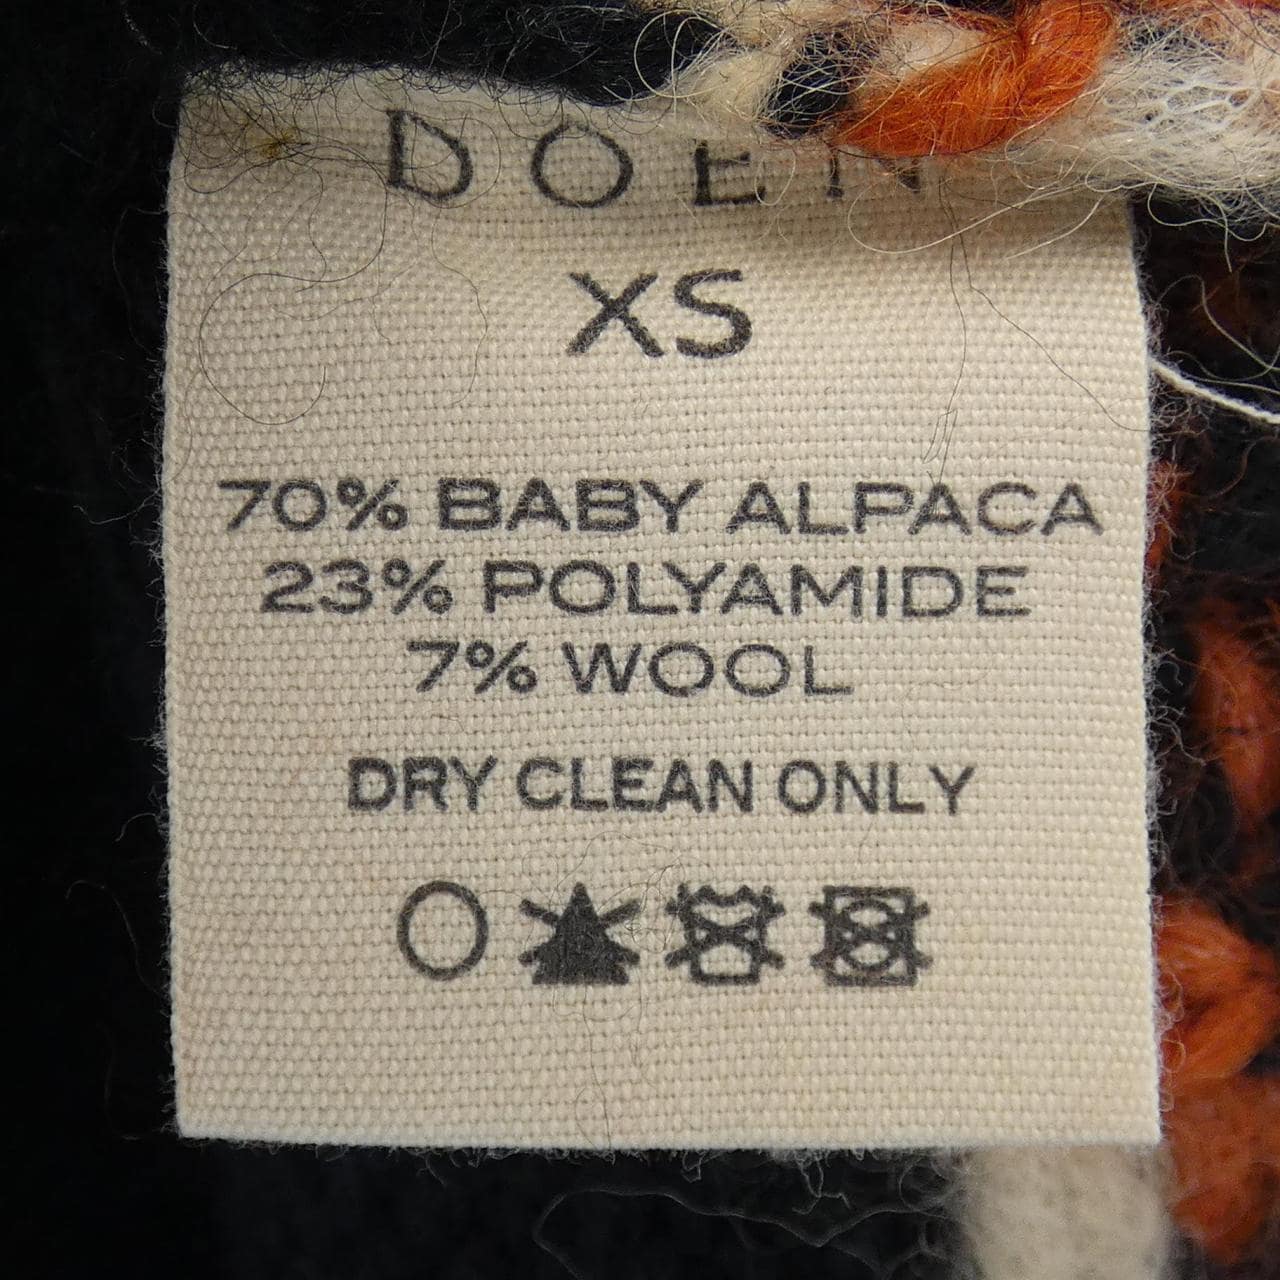 DOEN
XS
70% BABY ALPACA
23% POLYAMIDE
7% WOOL
DRY CLEAN ONLY